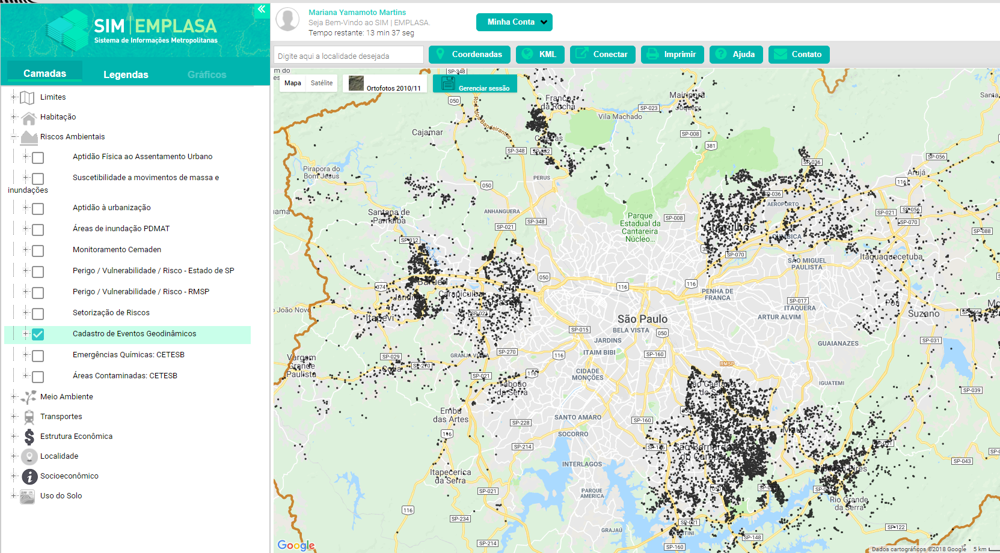 SIM | EMPLASA
Sistema de Informações Metropolitanas
Mariana Yamamoto Martins
Seja Bem-Vindo ao SIM | EMPLASA.
Tempo restante: 13 min 37 seg
Minha Conta
Digite aqui a localidade desejada
Coordenadas
KML
Conectar
Imprimir
Ajuda
Contato
Camadas
Legendas
Gráficos
Limites
Habitação
Riscos Ambientais
Aptidão Física ao Assentamento Urbano
Suscetibilidade a movimentos de massa e
inundações
Aptidão à urbanização
Áreas de inundação PDMAT
Monitoramento Cemaden
Perigo / Vulnerabilidade / Risco - Estado de SP
Perigo / Vulnerabilidade / Risco - RMSP
Setorização de Riscos
Cadastro de Eventos Geodinâmicos
Emergências Químicas: CETESB
Áreas Contaminadas: CETESB
Meio Ambiente
Transportes
Estrutura Econômica
Localidade
Socioeconômico
Uso do Solo
Mapa
Satélite
Ortofotos 2010/11
Gerenciar sessão
SP-348
050
Franco
da Rocha
Mairiporã
Juquery
SP-023
Vila Machado
Rod. dos Bandeirantes
Cajamar
SP-008
381
SP-348
SP-036
SP-056
Pirapora do
Bom Jesus
PERUS
Arujá
116
050
SP-036
AEROPORTO
ANHANGUERA
Santana de
Parnaíba
SP-021
SP-348
SP-008
Parque
Estadual da
Cantareira
Núcleo...
SP-021
SP-056
SP-070
SP-088
SP-312
Guarulhos
CUMBICA
SP-070
Itaquaquecetuba
SÃO MIGUEL
PAULISTA
Barueri
374
050
116
116
Carapicuíba
Osasco
PENHA DE
FRANCA
SP-017
ITAQUERA
ARTUR ALVIM
Poá
Suzano
SP-066
João Novo
Itapevi
SP-021
São Paulo
BELA VISTA
SP-015
050
JARDINS
ITAIM BIBI
SP-160
GUAIANAZES
SP-031
SP-270
116
Vargem
Grande
Paulista
SP-029
Cotia
SP-270
GRANJA VIANA
SP-021
116
RMSP
CIDADE
MONÇÕES
Taboão
da Serra
São Caetano
do Sul
IGUATEMI
SP-039
Embu
das Artes
116
SP-228
SANTO AMARO
SOCORRO
SP-160
Mauá
SP-214
São Bernardo
do Campo
SP-031
SP-043
INTERLAGOS
Itapecerica
da Serra
Ribeirão Pires
PARQUE
AMERICA
SP-021
050
SP-021
Rio Grande
da Serra
116
SP-234
SP-021
GRAJAÚ
SP-148
SP-122
SP-214
SP-160
Google
Dados cartográficos ©2018 Google
5 km